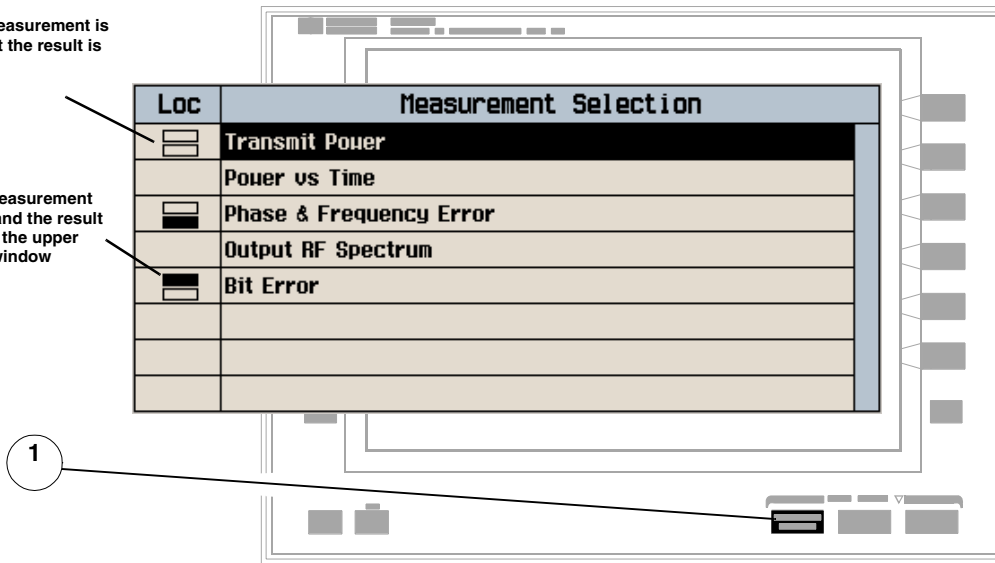 easurement is
t the result is
Loc Measurement Selection
Transmit Power
Power vs Time
easurement
and the result
the upper
window
Phase & Frequency Error
Output RF Spectrum
Bit Error
1